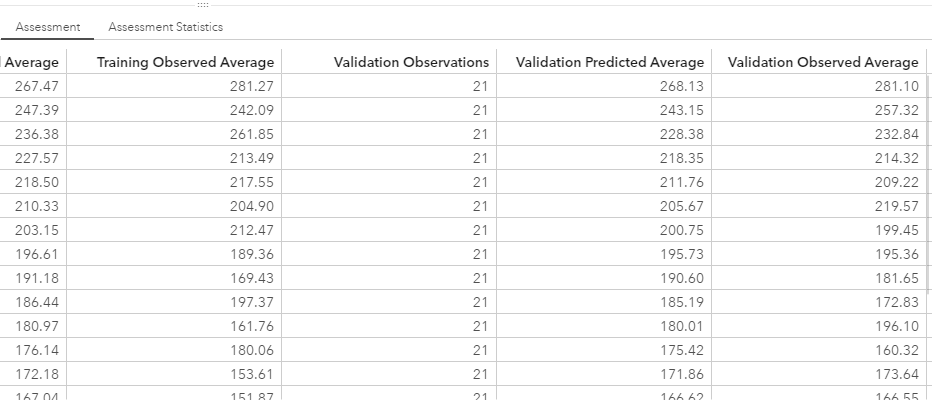 Assessment Assessment Statistics
Average Training Observed Average Validation Observations Validation Predicted Average Validation Observed Average
267.47 281.27 21 268.13 281.10
247.39 242.09 21 243.15 257.32
236.38 261.85 21 228.38 232.84
227.57 213.49 21 218.35 214.32
218.50 217.55 21 211.76 209.22
210.33 204.90 21 205.67 219.57
203.15 212.47 21 200.75 199.45
196.61 189.36 21 195.73 195.36
191.18 169.43 21 190.60 181.65
186.44 197.37 21 185.19 172.83
180.97 161.76 21 180.01 196.10
176.14 180.06 21 175.42 160.32
172.18 153.61 21 171.86 173.64
167.04 151.87 21 166.62 166.55